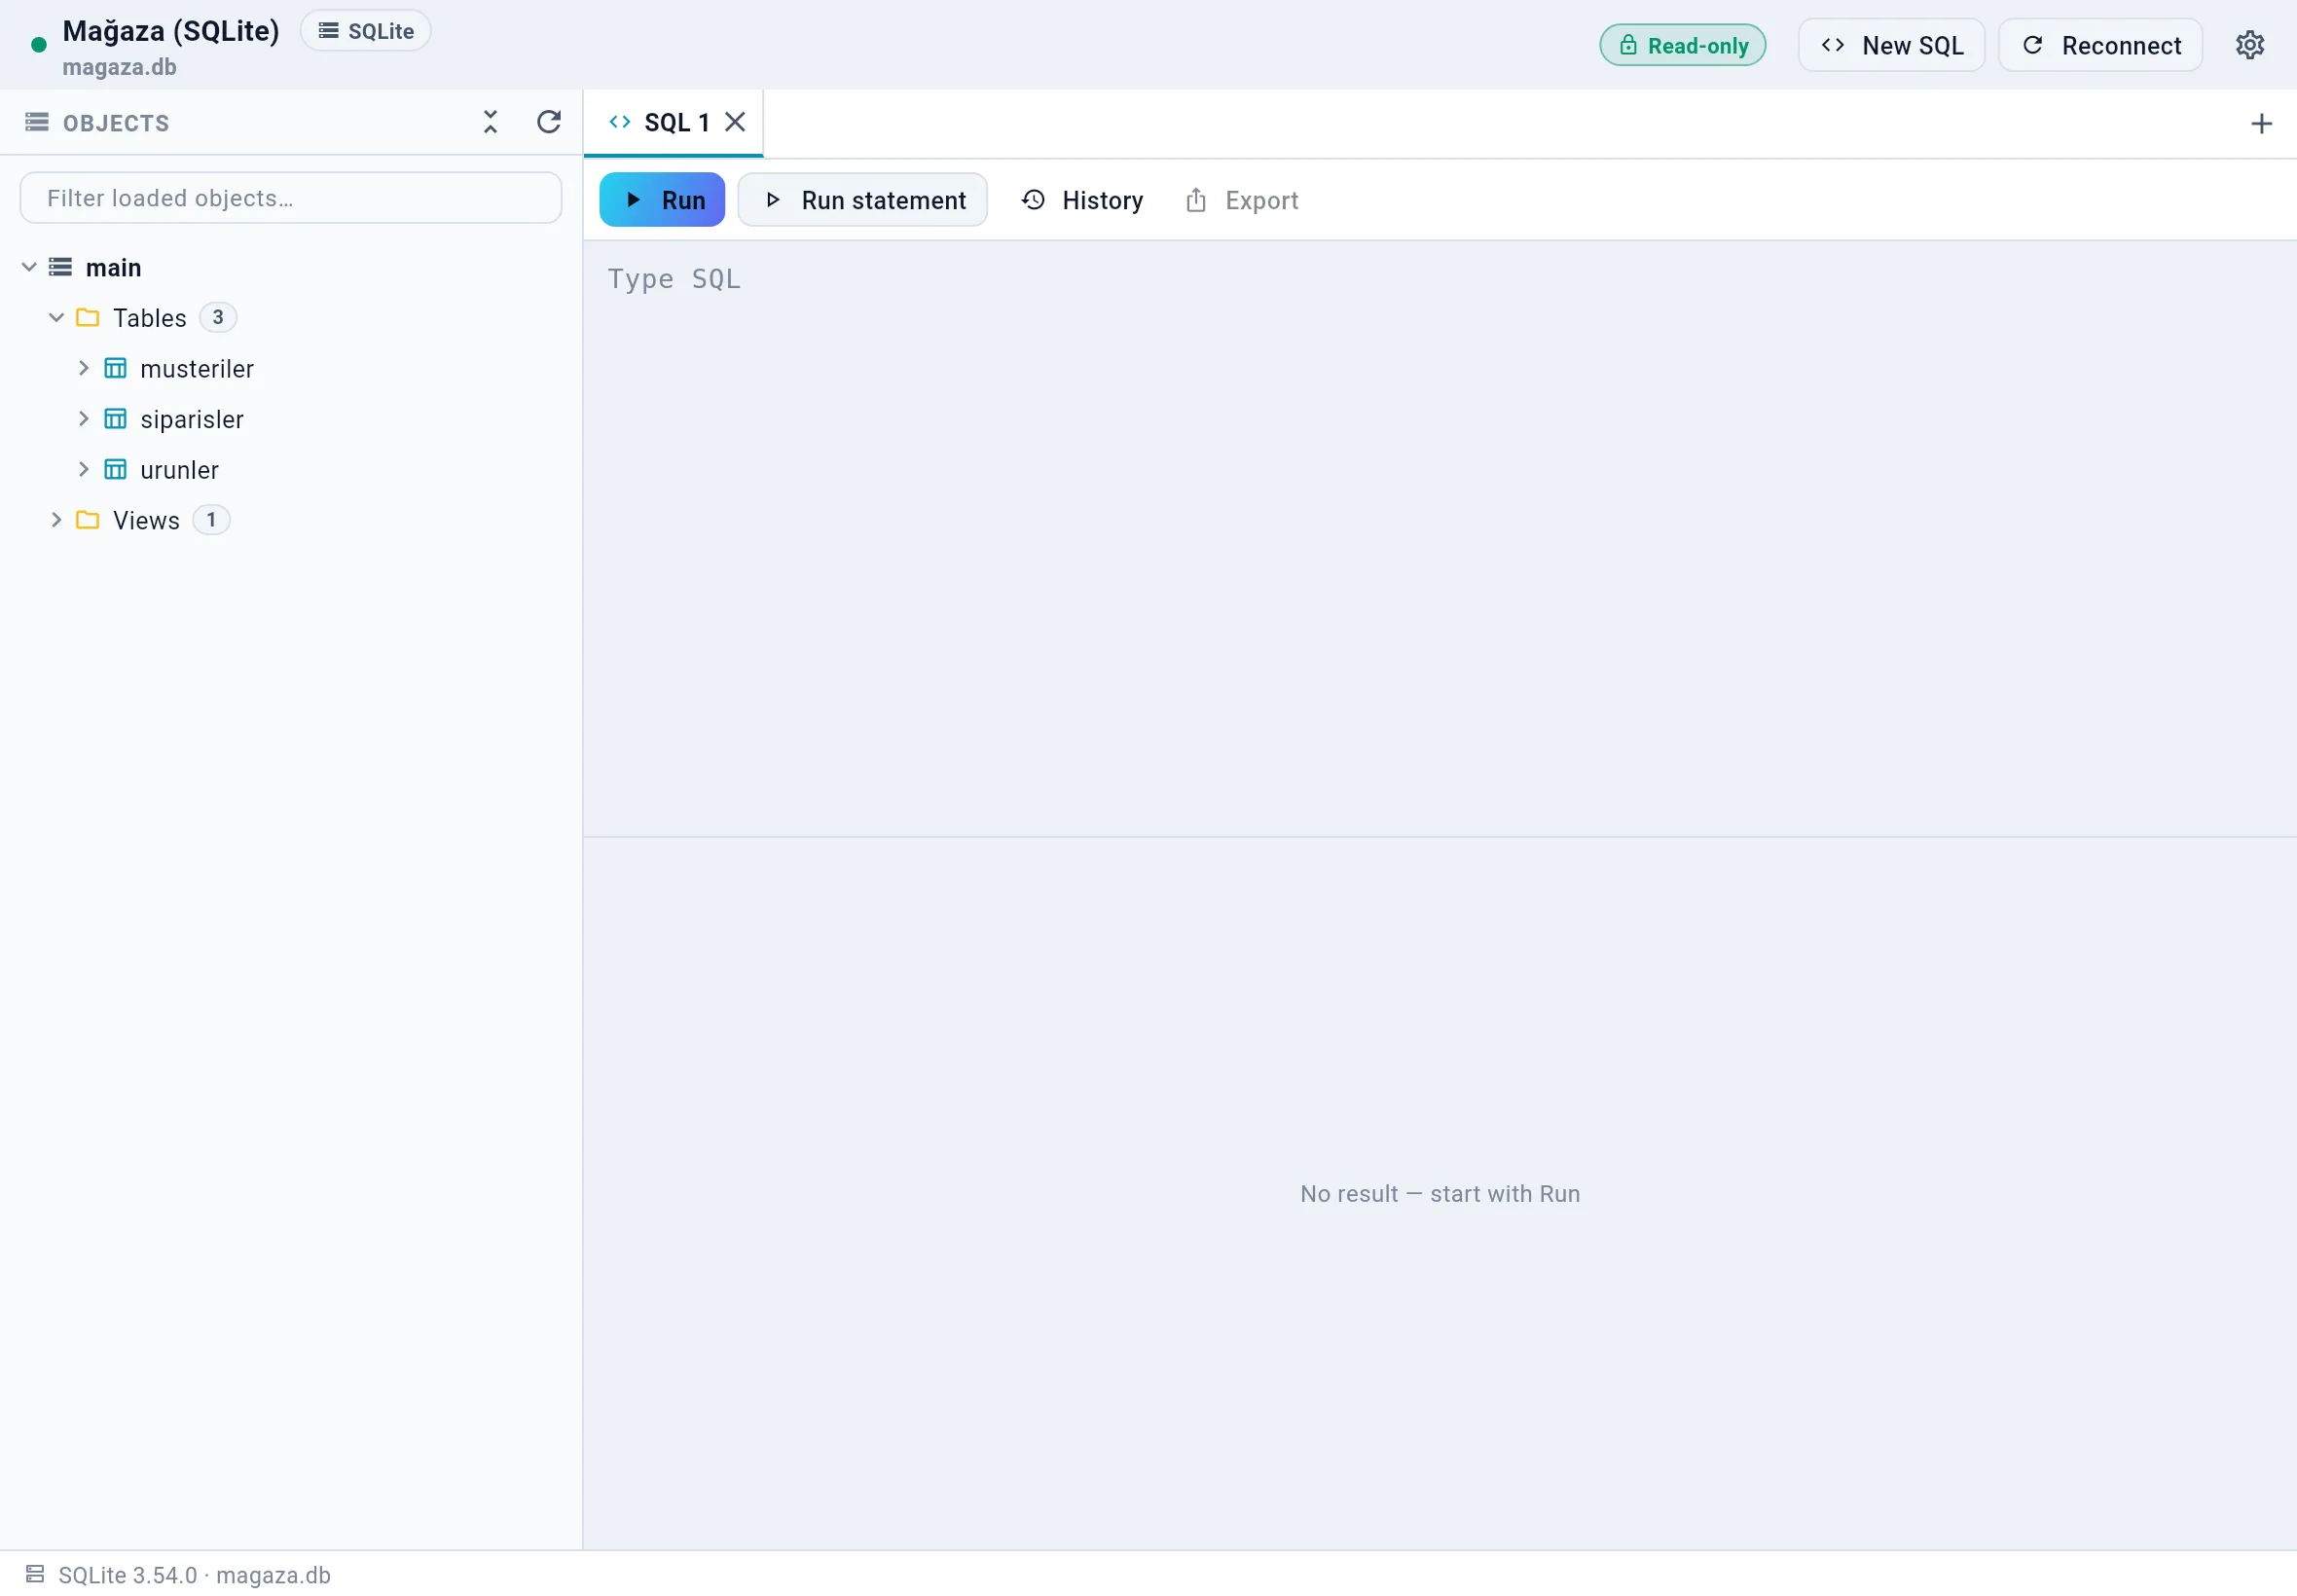 Mağaza (SQLite)
SQLite
magaza.db
Read-only
New SQL
Reconnect
OBJECTS
SQL 1
Filter loaded objects…
Run
Run statement
History
Export
main
Tables 3
musteriler
siparisler
urunler
Views 1
Type SQL
No result — start with Run
SQLite 3.54.0 · magaza.db